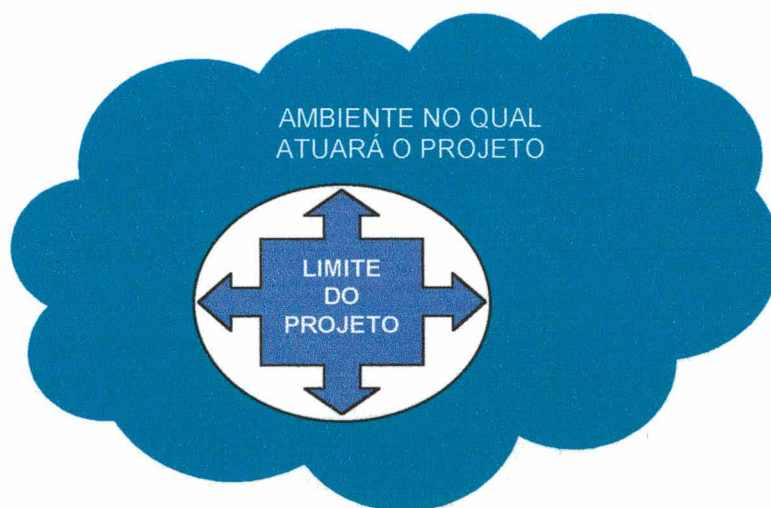 AMBIENTE NO QUAL
ATUARÁ O PROJETO
LIMITE
DO
PROJETO